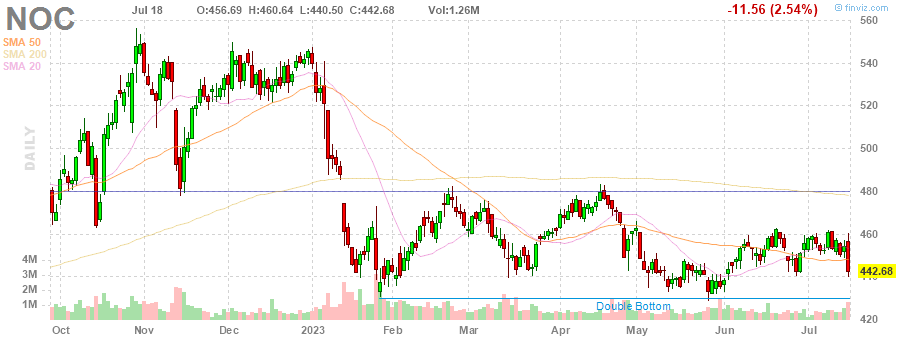 NOC Jul 18 O:456.69 H:460.64 L:440.50 C:442.68 Vol:1.26M -11.56 (2.54%) © finviz.com
SMA 50
SMA 200
SMA 20
DAILY
560
540
520
500
480
460
442.68
420
4M
3M
2M
1M
Double Bottom
Oct Nov Dec 2023 Feb Mar Apr May Jun Jul